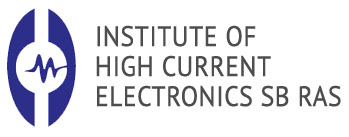 INSTITUTE OF
HIGH CURRENT
ELECTRONICS SB RAS